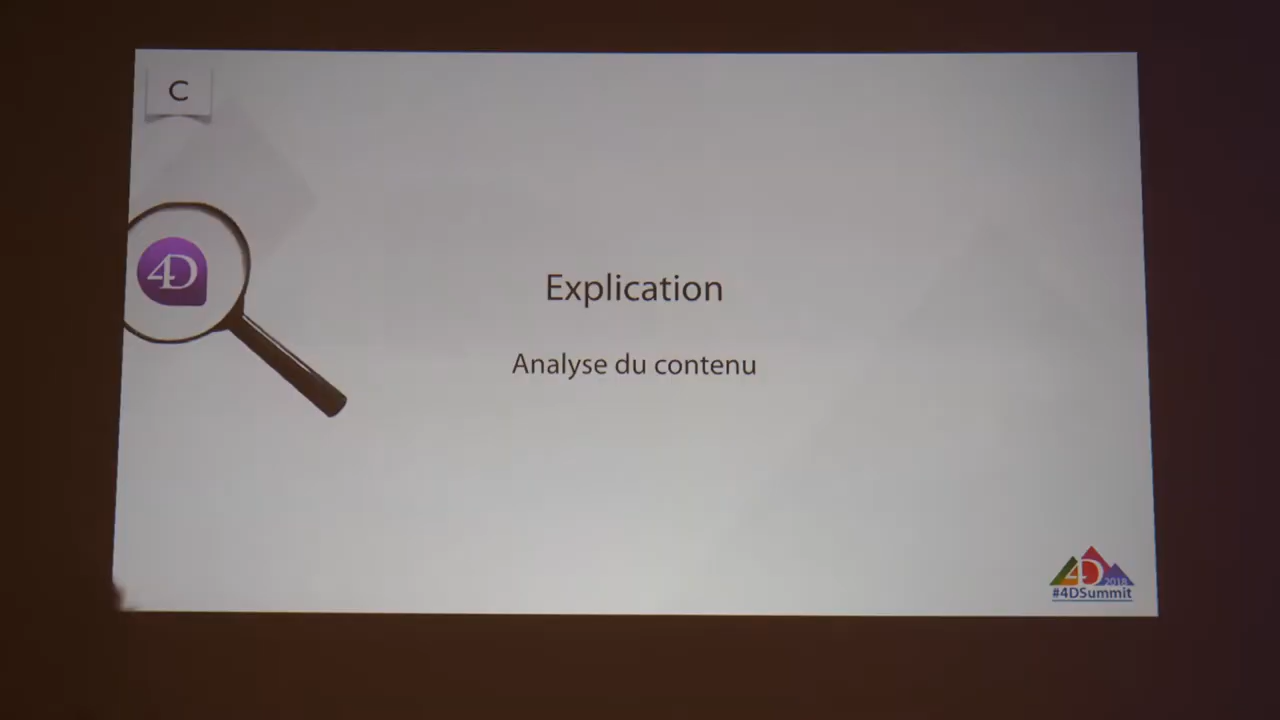 C
4D
Explication
Analyse du contenu
4D 2018
#4DSummit